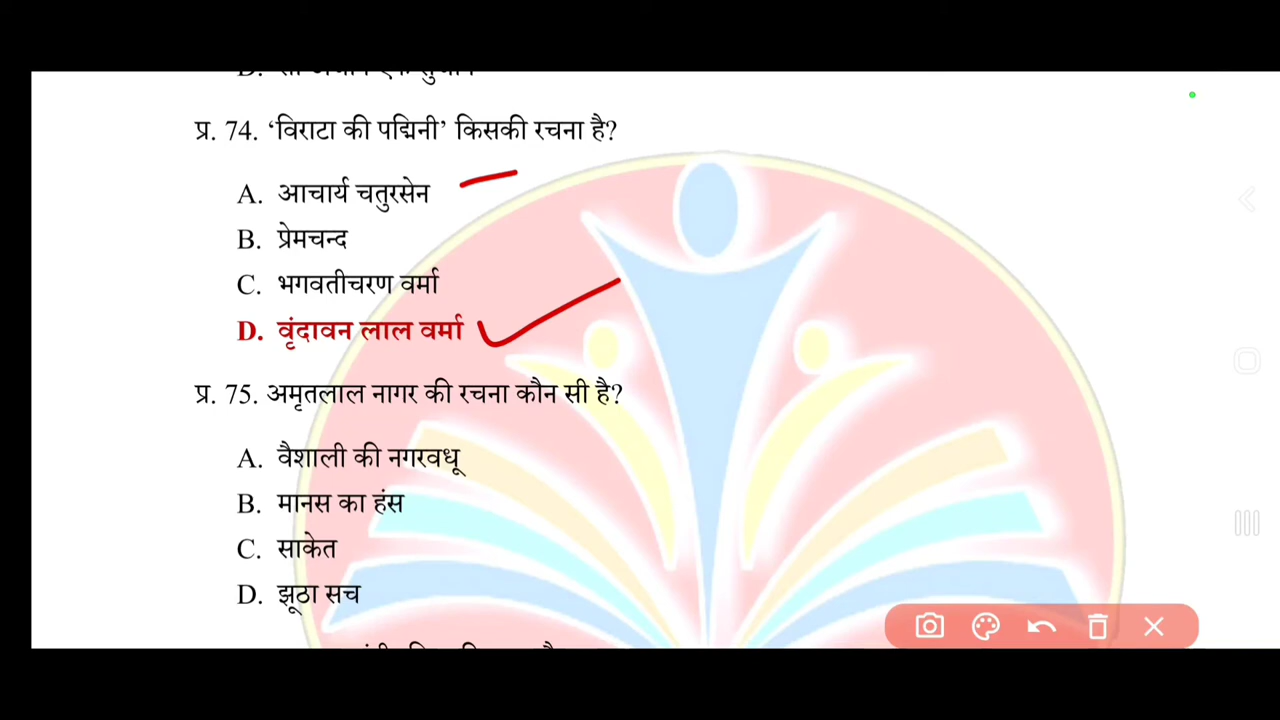 प्र. 74. ‘विराटा की पद्मिनी’ किसकी रचना है?
A. आचार्य चतुरसेन
B. प्रेमचन्द
C. भगवतीचरण वर्मा
D. वृंदावन लाल वर्मा
प्र. 75. अमृतलाल नागर की रचना कौन सी है?
A. वैशाली की नगरवधू
B. मानस का हंस
C. साकेत
D. झूठा सच